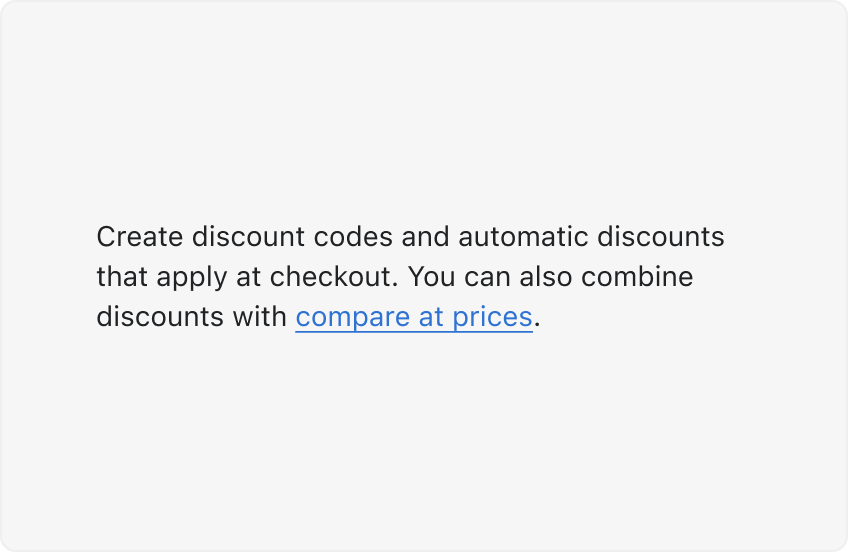 Create discount codes and automatic discounts
that apply at checkout. You can also combine
discounts with compare at prices.